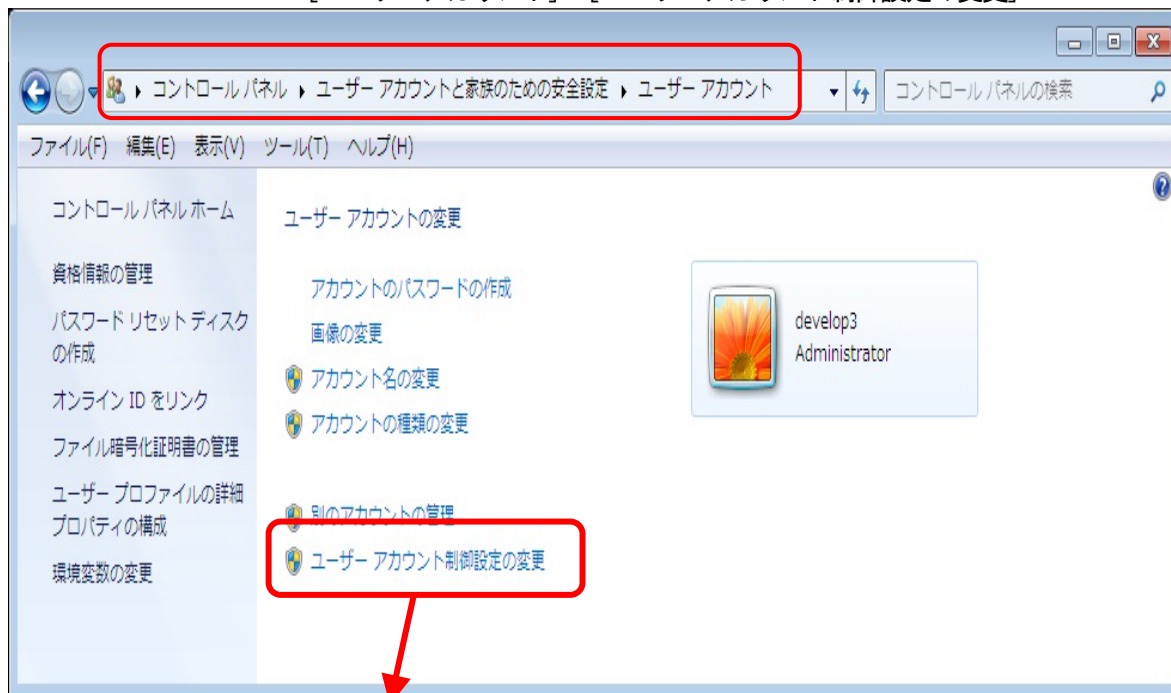 コントロール パネル ▸ ユーザー アカウントと家族のための安全設定 ▸ ユーザー アカウント
コントロール パネルの検索
ファイル(F) 編集(E) 表示(V) ツール(T) ヘルプ(H)
コントロール パネル ホーム
資格情報の管理
パスワード リセット ディスク
の作成
オンライン ID をリンク
ファイル暗号化証明書の管理
ユーザー プロファイルの詳細
プロパティの構成
環境変数の変更
ユーザー アカウントの変更
アカウントのパスワードの作成
画像の変更
アカウント名の変更
アカウントの種類の変更
別のアカウントの管理
ユーザー アカウント制御設定の変更
develop3
Administrator